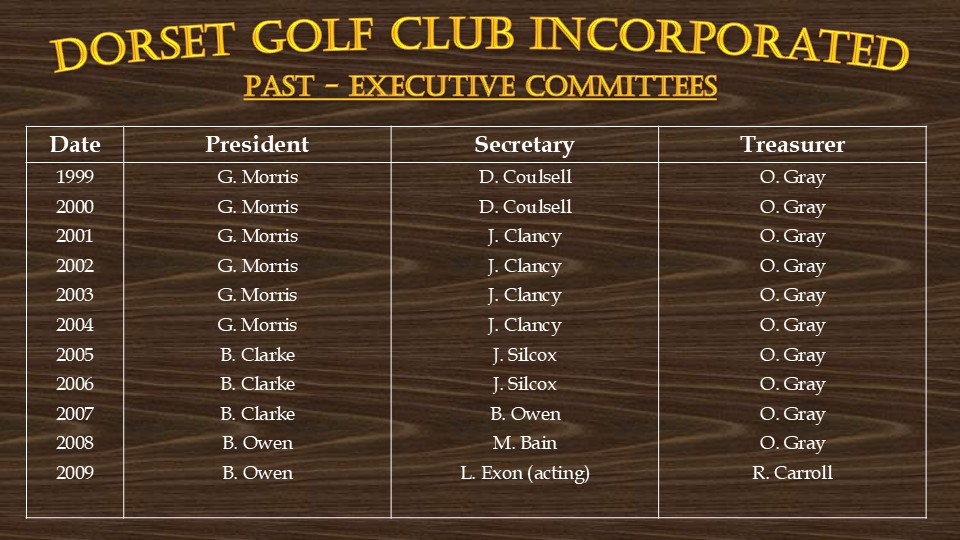 DORSET GOLF CLUB INCORPORATED
PAST - EXECUTIVE COMMITTEES
Date President Secretary Treasurer
1999 G. Morris D. Coulsell O. Gray
2000 G. Morris D. Coulsell O. Gray
2001 G. Morris J. Clancy O. Gray
2002 G. Morris J. Clancy O. Gray
2003 G. Morris J. Clancy O. Gray
2004 G. Morris J. Clancy O. Gray
2005 B. Clarke J. Silcox O. Gray
2006 B. Clarke J. Silcox O. Gray
2007 B. Clarke B. Owen O. Gray
2008 B. Owen M. Bain O. Gray
2009 B. Owen L. Exon (acting) R. Carroll